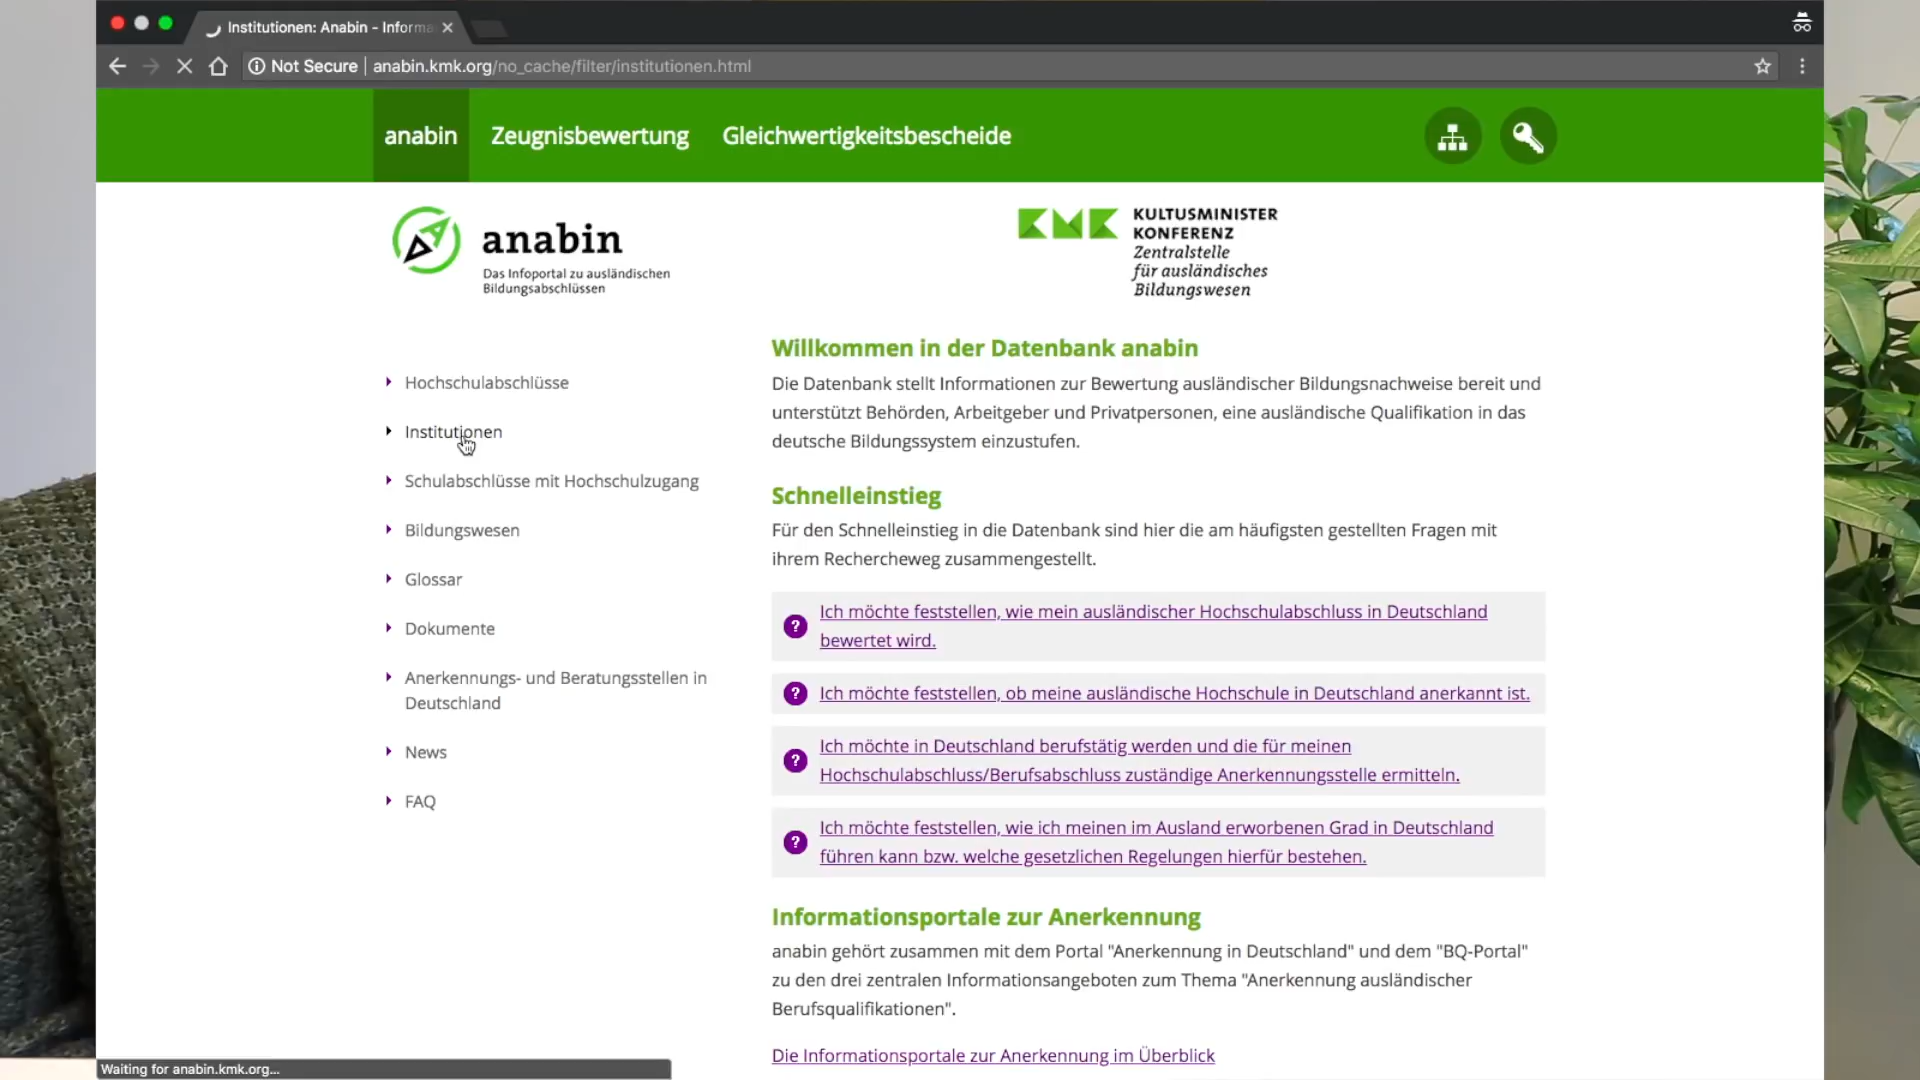 Institutionen: Anabin - Informa
Not Secure | anabin.kmk.org/no_cache/filter/institutionen.html
anabin Zeugnisbewertung Gleichwertigkeitsbescheide
anabin
Das Infoportal zu ausländischen
Bildungsabschlüssen
KMK
KULTUSMINISTER
KONFERENZ
Zentralstelle
für ausländisches
Bildungswesen
Hochschulabschlüsse
Institutionen
Schulabschlüsse mit Hochschulzugang
Bildungswesen
Glossar
Dokumente
Anerkennungs- und Beratungsstellen in
Deutschland
News
FAQ
Willkommen in der Datenbank anabin
Die Datenbank stellt Informationen zur Bewertung ausländischer Bildungsnachweise bereit und
unterstützt Behörden, Arbeitgeber und Privatpersonen, eine ausländische Qualifikation in das
deutsche Bildungssystem einzustufen.
Schnelleinstieg
Für den Schnelleinstieg in die Datenbank sind hier die am häufigsten gestellten Fragen mit
ihrem Rechercheweg zusammengestellt.
? Ich möchte feststellen, wie mein ausländischer Hochschulabschluss in Deutschland
bewertet wird.
? Ich möchte feststellen, ob meine ausländische Hochschule in Deutschland anerkannt ist.
? Ich möchte in Deutschland berufstätig werden und die für meinen
Hochschulabschluss/Berufsabschluss zuständige Anerkennungsstelle ermitteln.
? Ich möchte feststellen, wie ich meinen im Ausland erworbenen Grad in Deutschland
führen kann bzw. welche gesetzlichen Regelungen hierfür bestehen.
Informationsportale zur Anerkennung
anabin gehört zusammen mit dem Portal "Anerkennung in Deutschland" und dem "BQ-Portal"
zu den drei zentralen Informationsangeboten zum Thema "Anerkennung ausländischer
Berufsqualifikationen".
Die Informationsportale zur Anerkennung im Überblick
Waiting for anabin.kmk.org...